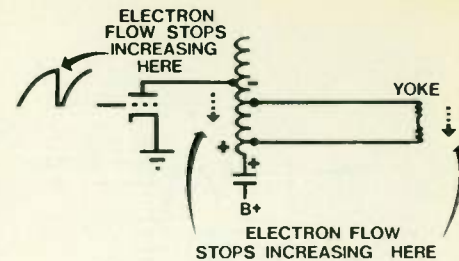 ELECTRON
FLOW STOPS
INCREASING
HERE
YOKE
-
+
+
B+
ELECTRON FLOW
STOPS INCREASING HERE